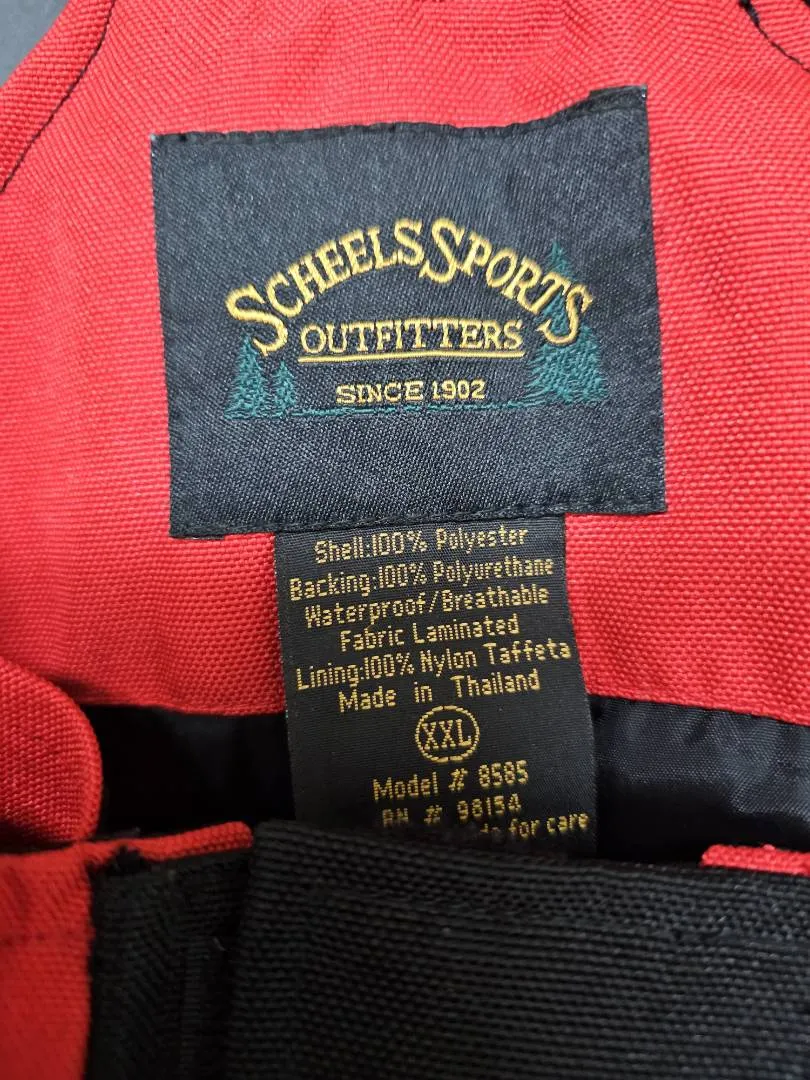 SCHEELS SPORTS
OUTFITTERS
SINCE 1902
Shell:100% Polyester
Backing:100% Polyurethane
Waterproof/Breathable
Fabric Laminated
Lining:100% Nylon Taffeta
Made in Thailand
XXL
Model # 8585
RN # 98154
for care